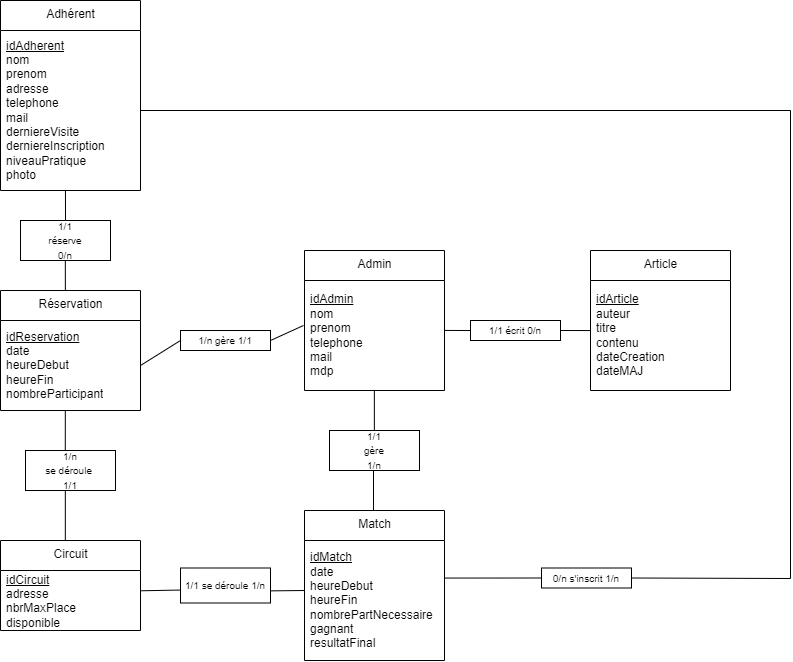 Adhérent
idAdherent
nom
prenom
adresse
telephone
mail
derniereVisite
derniereInscription
niveauPratique
photo
1/1
réserve
0/n
Réservation
idReservation
date
heureDebut
heureFin
nombreParticipant
1/n gère 1/1
Admin
idAdmin
nom
prenom
telephone
mail
mdp
1/1 écrit 0/n
Article
idArticle
auteur
titre
contenu
dateCreation
dateMAJ
1/n
se déroule
1/1
1/1
gère
1/n
Circuit
idCircuit
adresse
nbrMaxPlace
disponible
1/1 se déroule 1/n
Match
idMatch
date
heureDebut
heureFin
nombrePartNecessaire
gagnant
resultatFinal
0/n s'inscrit 1/n